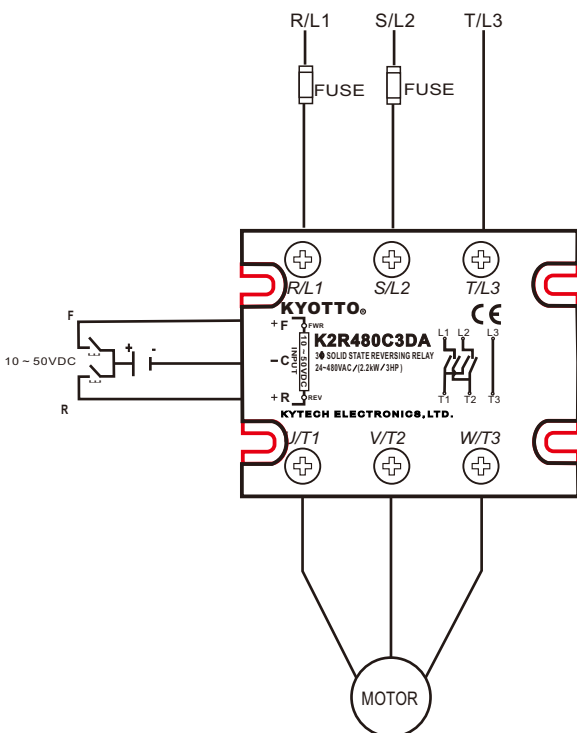 R/L1 S/L2 T/L3
FUSE FUSE
R/L1 S/L2 T/L3
KYOTTO®
CE
F
+F FWR
K2R480C3DA
L1 L2 L3
+ -
10~50VDC
-C
10~50VDC
INPUT
3ϕ SOLID STATE REVERSING RELAY
24~480VAC/(2.2kW/3HP)
R
+R REV
T1 T2 T3
KYTECH ELECTRONICS,LTD.
U/T1 V/T2 W/T3
MOTOR